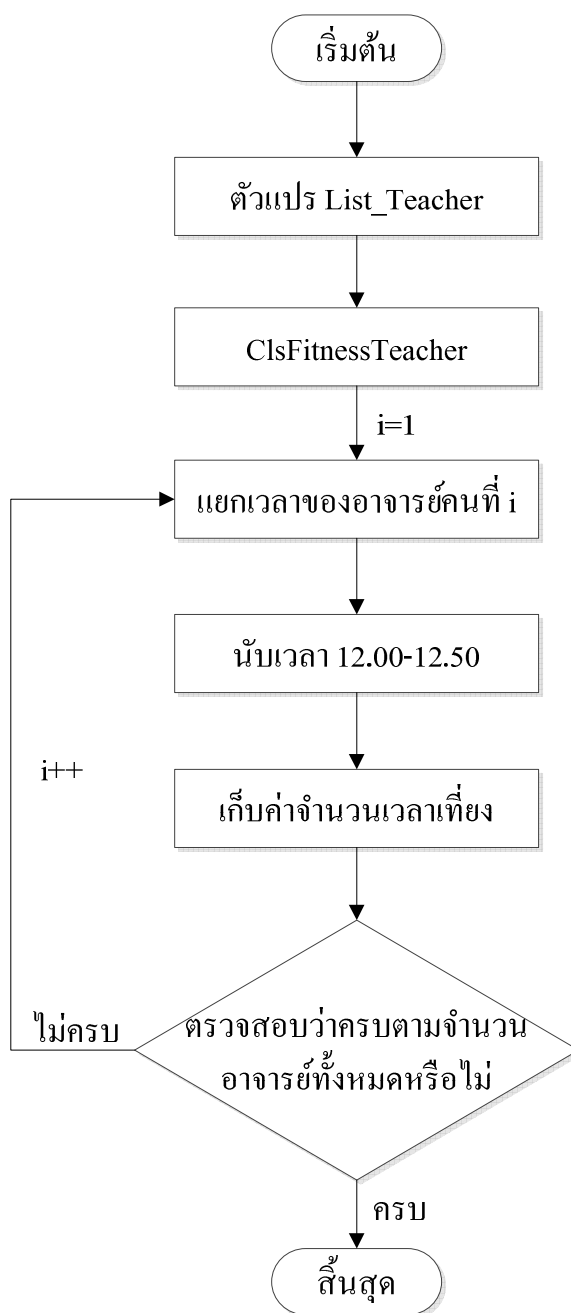 เริ่มต้น
ตัวแปร List_Teacher
ClsFitnessTeacher
i=1
แยกเวลาของอาจารย์คนที่ i
นับเวลา 12.00-12.50
i++
เก็บค่าจำนวนเวลาเที่ยง
ไม่ครบ
ตรวจสอบว่าครบตามจำนวน
อาจารย์ทั้งหมดหรือไม่
ครบ
สิ้นสุด